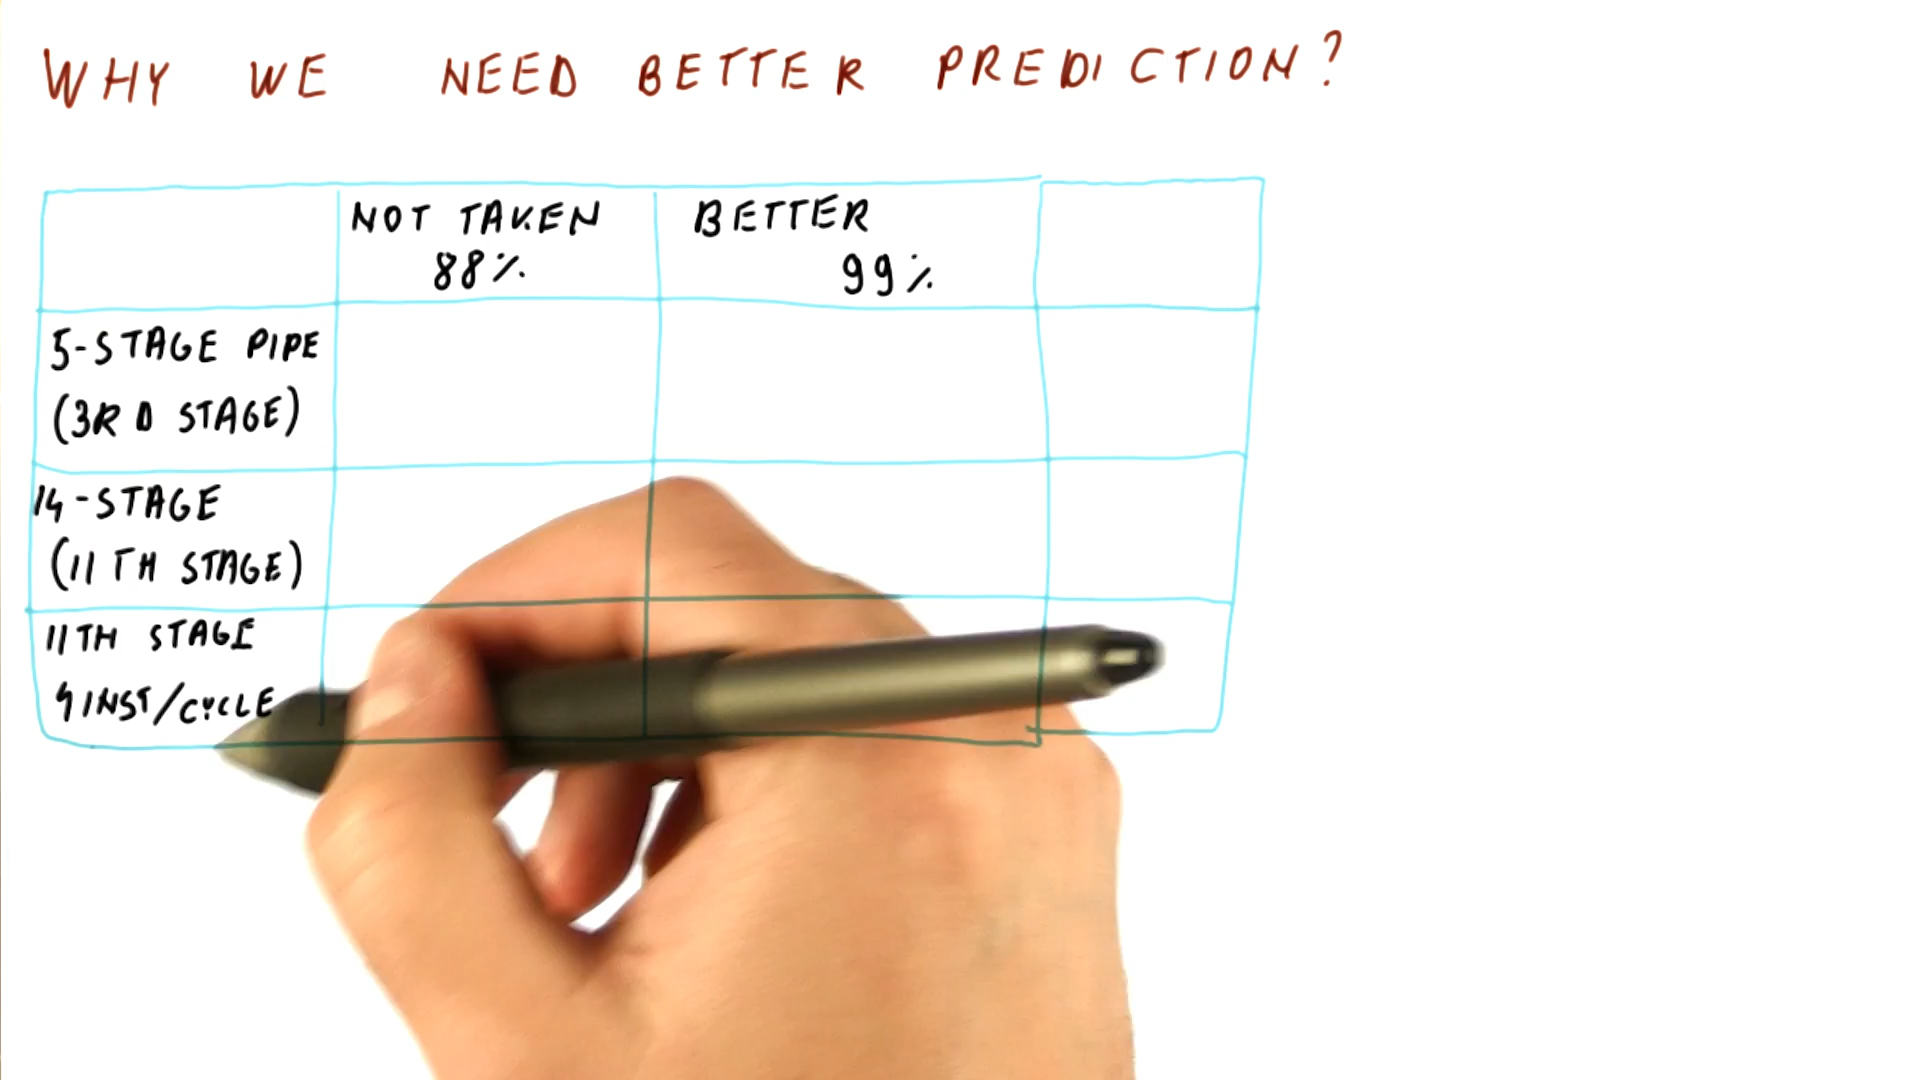 WHY WE NEED BETTER PREDICTION?
NOT TAKEN
88%
BETTER
99%
5-STAGE PIPE
(3RD STAGE)
14-STAGE
(11TH STAGE)
11TH STAGE
4 INST/CYCLE